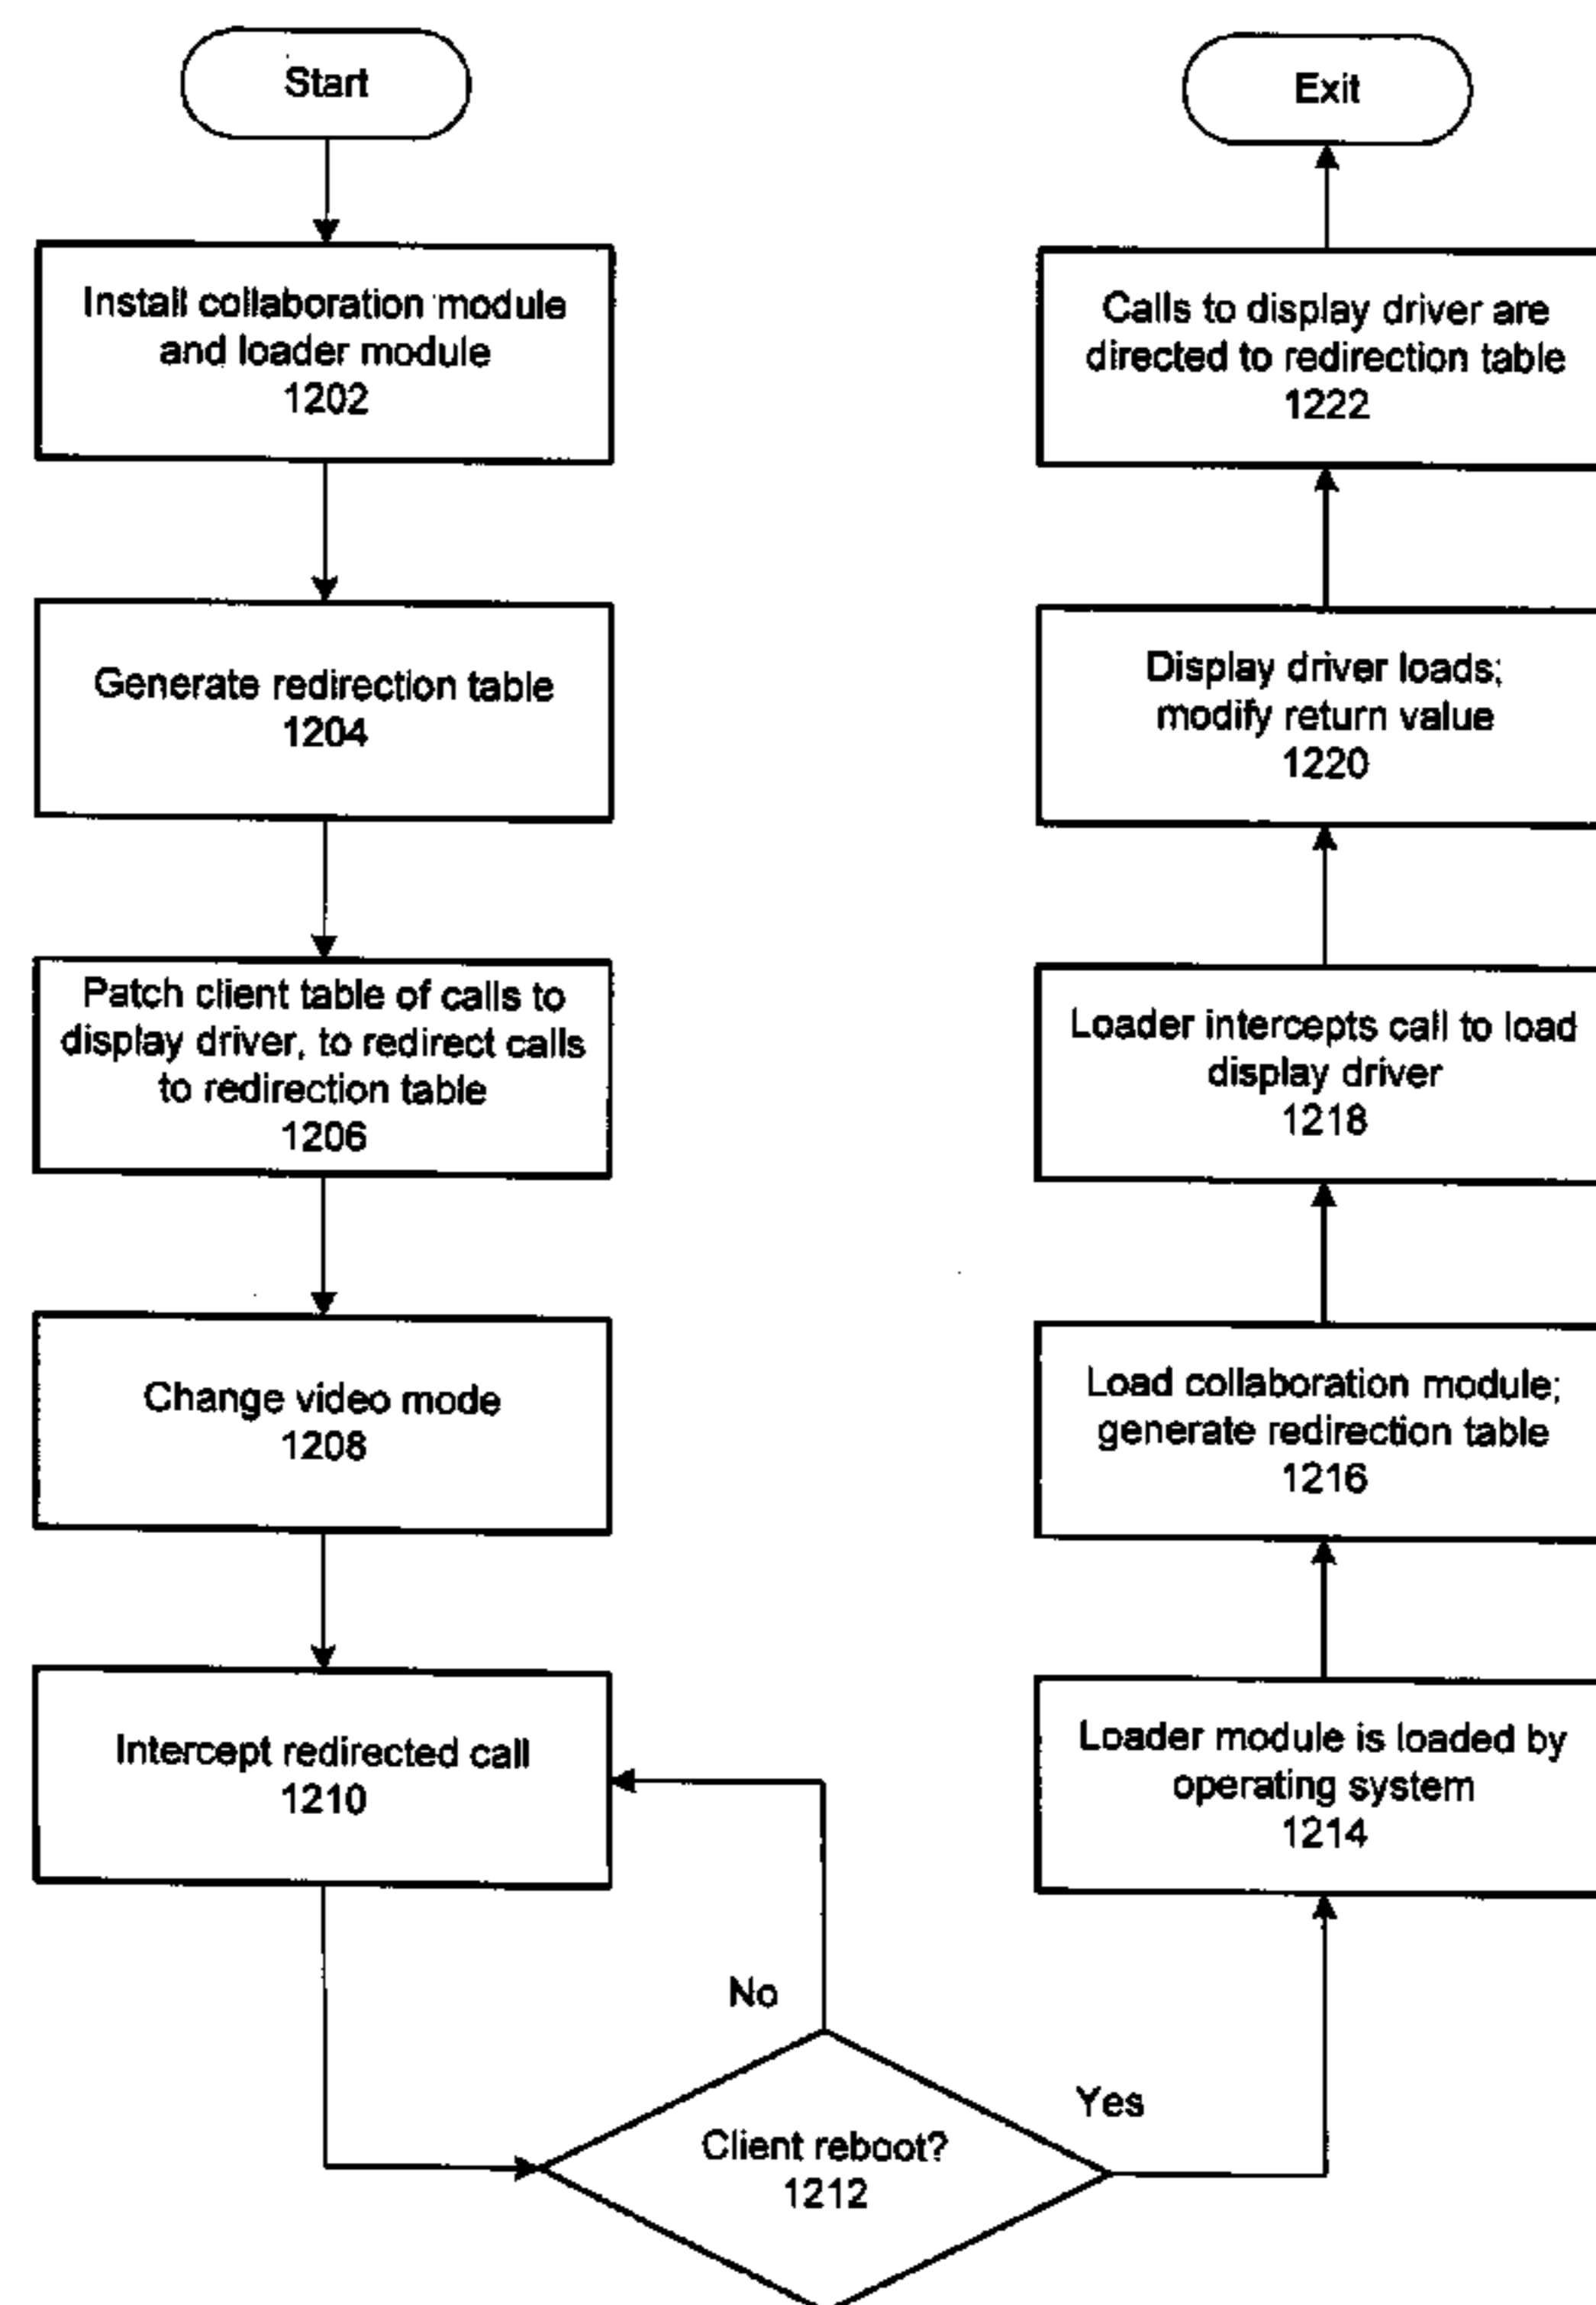 Start
Install collaboration module
and loader module
1202
Generate redirection table
1204
Patch client table of calls to
display driver, to redirect calls
to redirection table
1206
Change video mode
1208
Intercept redirected call
1210
No
Client reboot?
1212
Yes
Loader module is loaded by
operating system
1214
Load collaboration module;
generate redirection table
1216
Loader intercepts call to load
display driver
1218
Display driver loads;
modify return value
1220
Calls to display driver are
directed to redirection table
1222
Exit